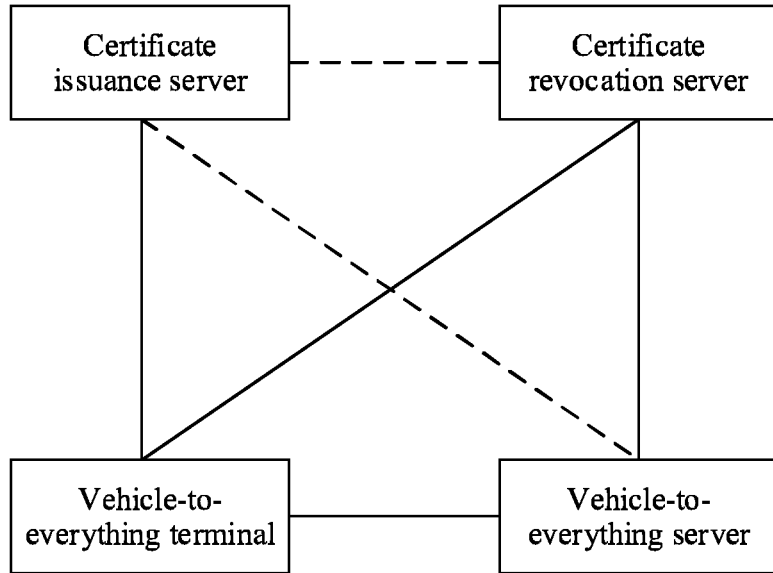 Certificate
issuance server
Certificate
revocation server
Vehicle-to-
everything terminal
Vehicle-to-
everything server